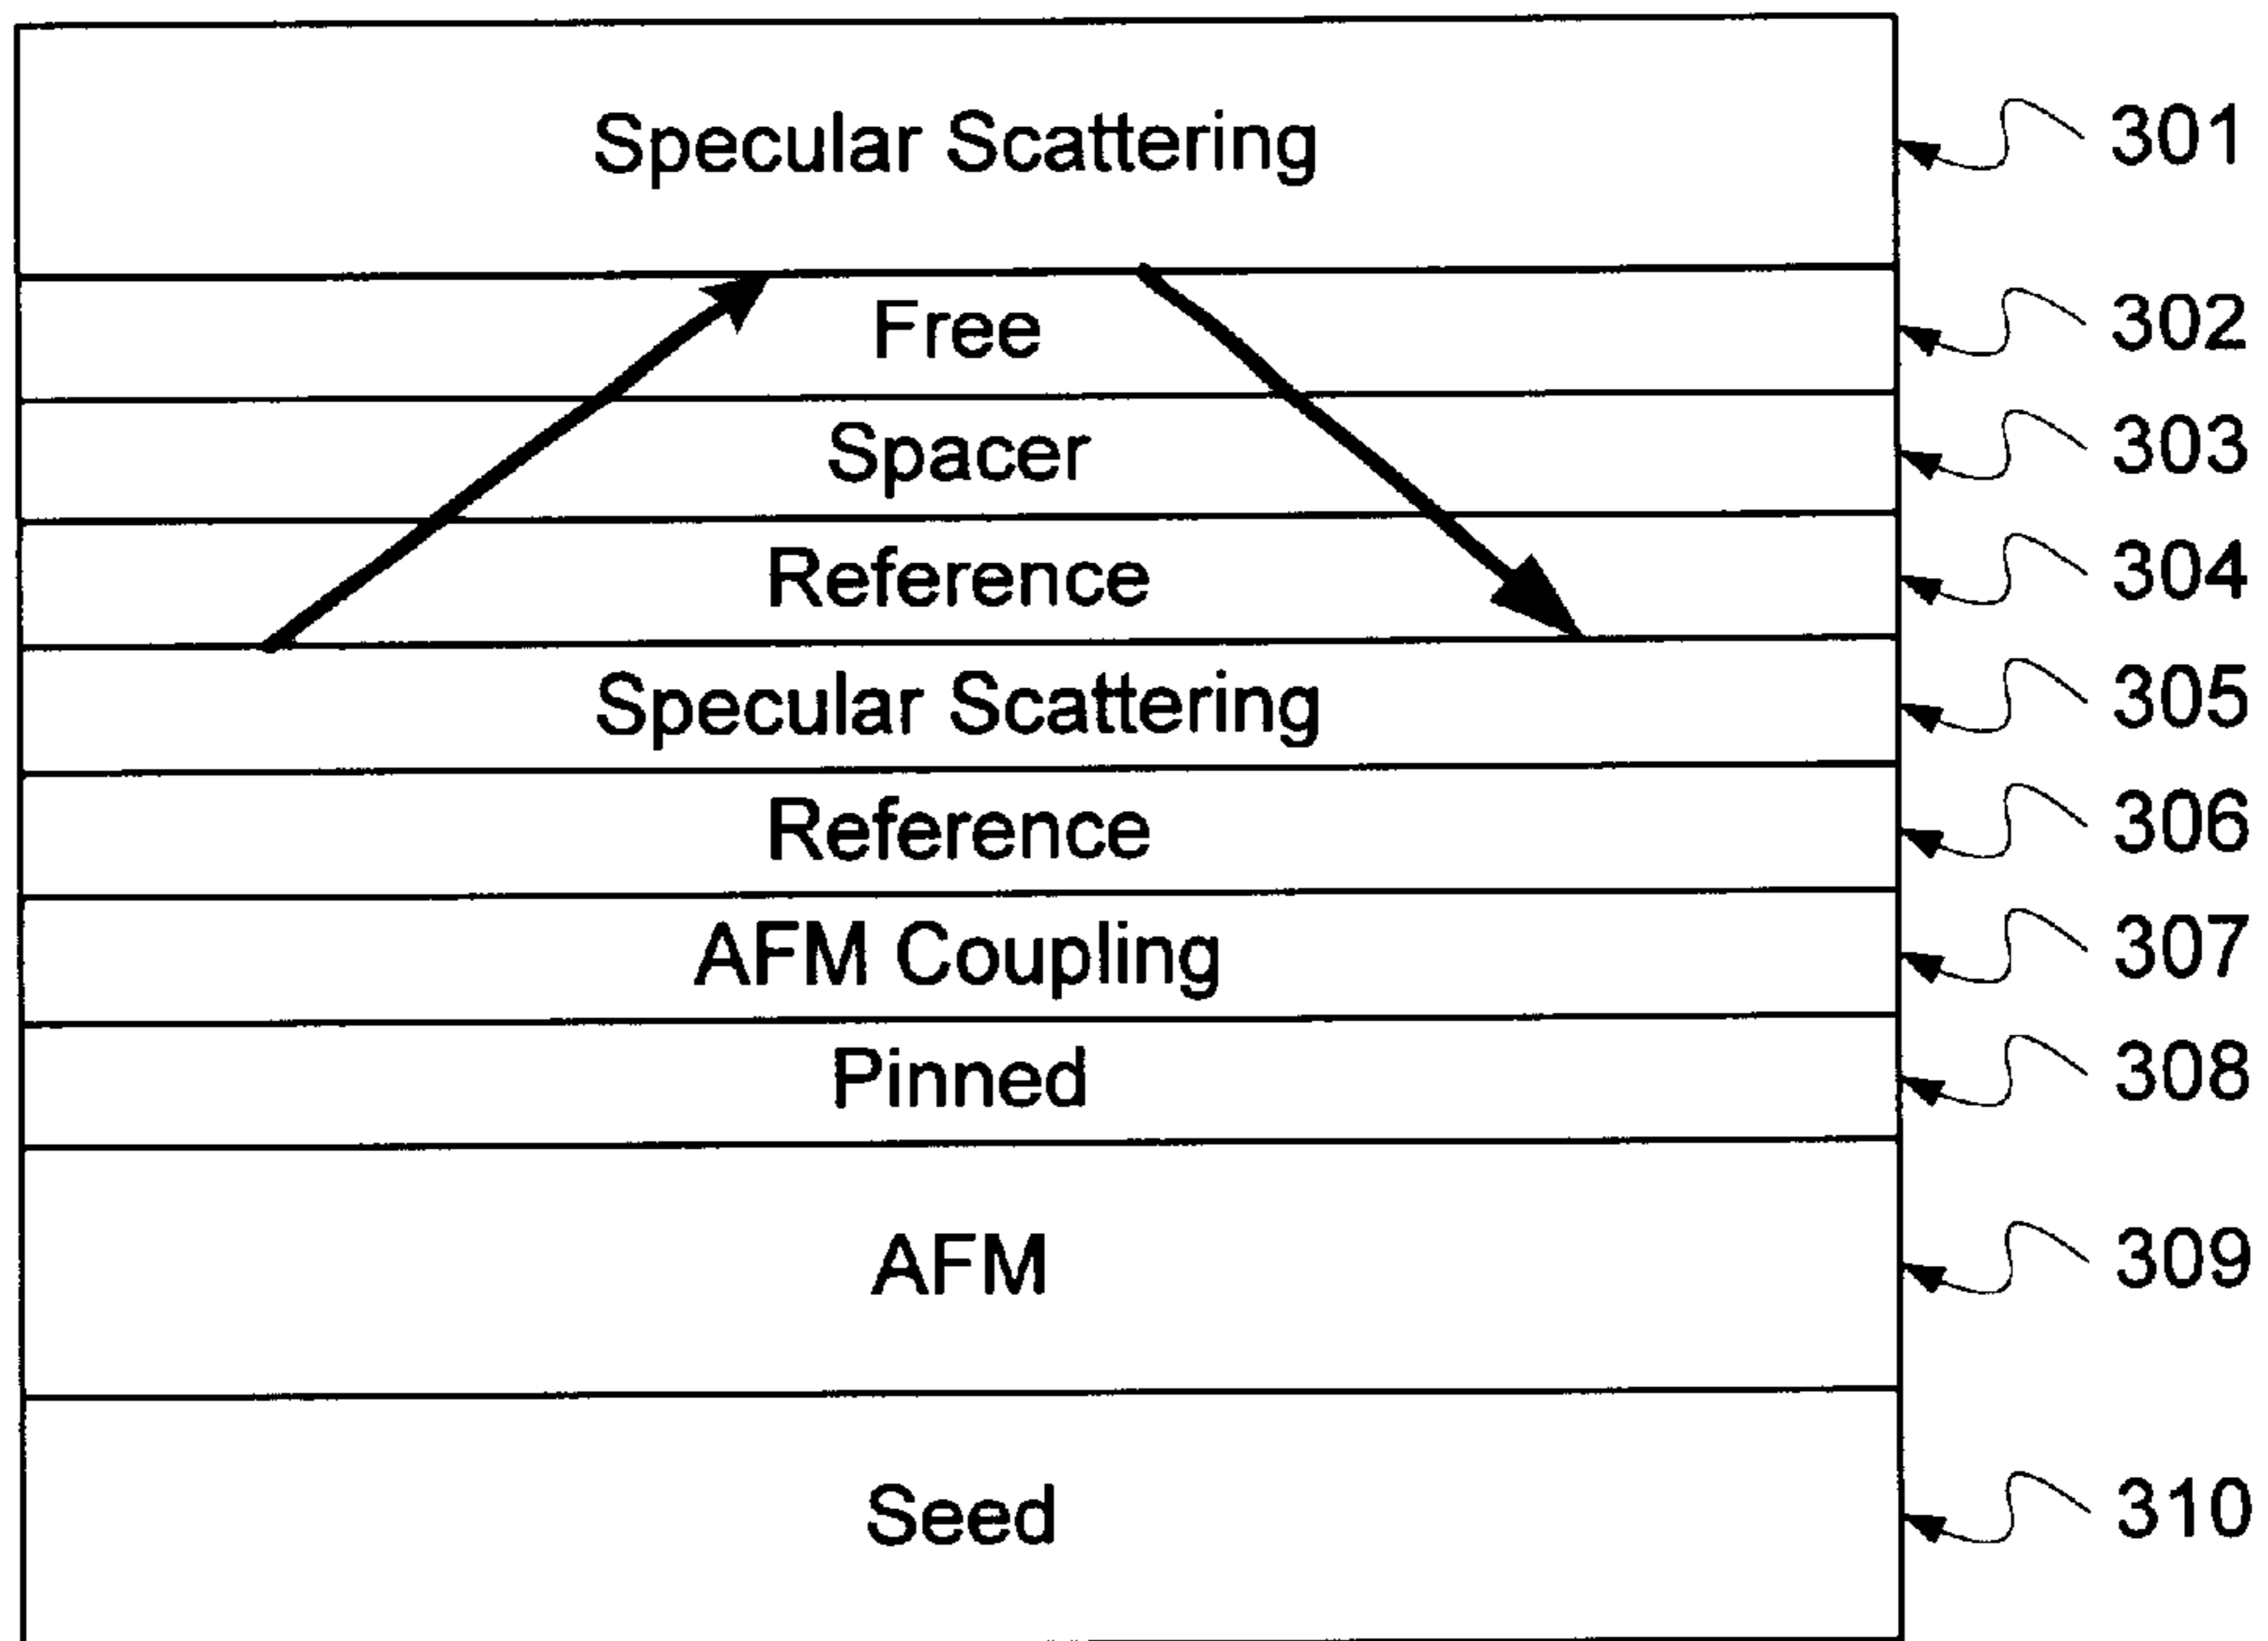 Specular Scattering 301
Free 302
Spacer 303
Reference 304
Specular Scattering 305
Reference 306
AFM Coupling 307
Pinned 308
AFM 309
Seed 310